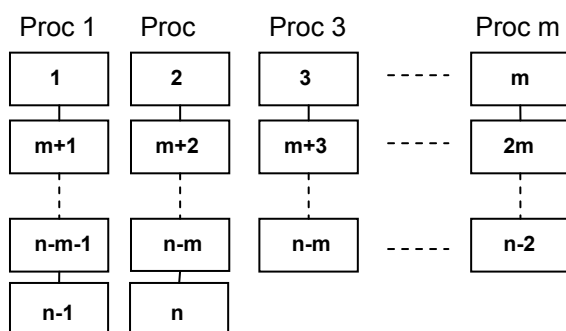 Proc 1 Proc Proc 3 Proc m
1 2 3 m
m+1 m+2 m+3 2m
n-m-1 n-m n-m n-2
n-1 n